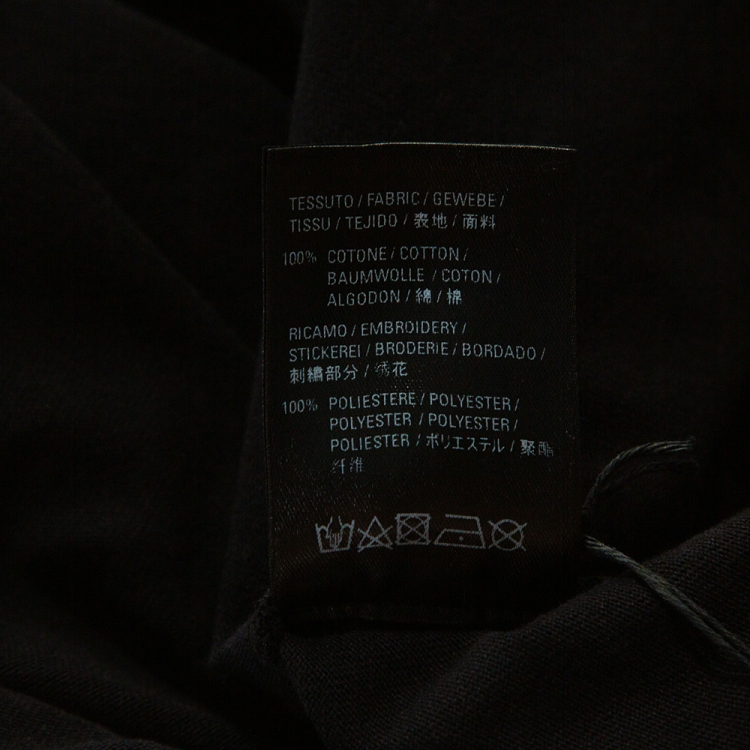 TESSUTO / FABRIC / GEWEBE /
TISSU / TEJIDO / 表地 / 面料
100% COTONE / COTTON /
BAUMWOLLE / COTON /
ALGODON / 綿 / 棉
RICAMO / EMBROIDERY /
STICKEREI / BRODERIE / BORDADO /
刺繍部分 / 绣花
100% POLIESTERE / POLYESTER /
POLYESTER / POLYESTER /
POLIESTER / ポリエステル / 聚酯
纤维